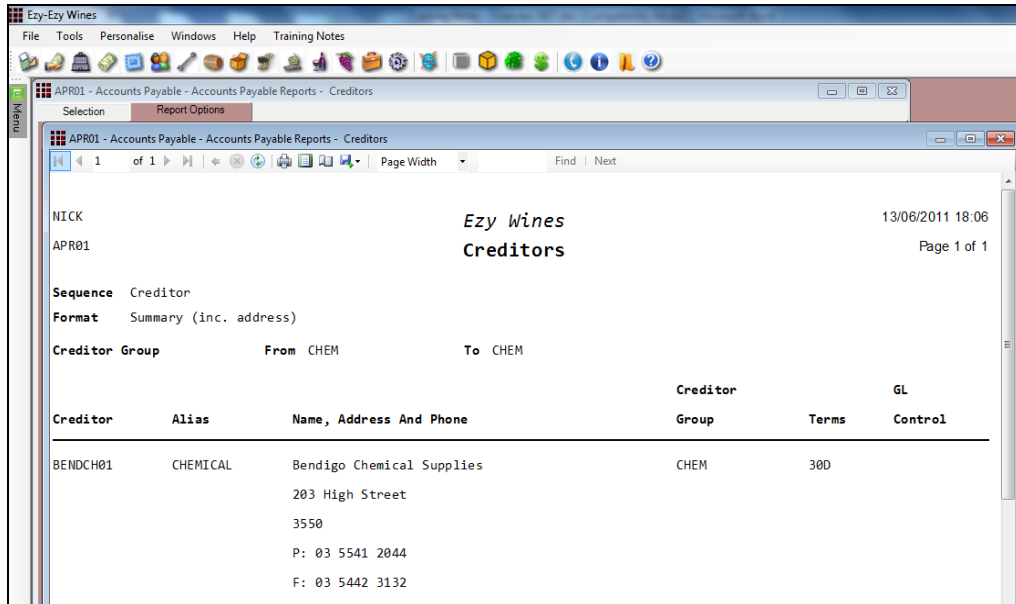 Ezy-Ezy Wines
File Tools Personalise Windows Help Training Notes
Menu
APR01 - Accounts Payable - Accounts Payable Reports - Creditors
Selection Report Options
APR01 - Accounts Payable - Accounts Payable Reports - Creditors
1 of 1 Page Width Find | Next
NICK Ezy Wines 13/06/2011 18:06
APR01 Creditors Page 1 of 1
Sequence Creditor
Format Summary (inc. address)
Creditor Group From CHEM To CHEM
Creditor GL
Creditor Alias Name, Address And Phone Group Terms Control
BENDCH01 CHEMICAL Bendigo Chemical Supplies CHEM 30D
203 High Street
3550
P: 03 5541 2044
F: 03 5442 3132